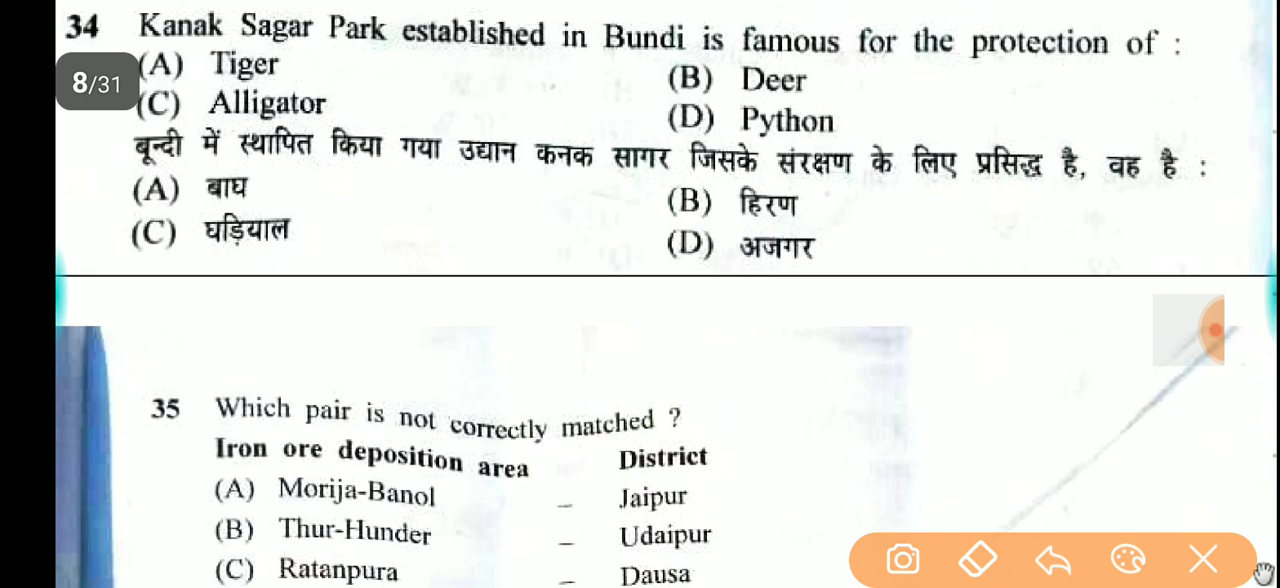 34 Kanak Sagar Park established in Bundi is famous for the protection of :
(A) Tiger (B) Deer
8/31
(C) Alligator (D) Python
बून्दी में स्थापित किया गया उद्यान कनक सागर जिसके संरक्षण के लिए प्रसिद्ध है, वह है :
(A) बाघ (B) हिरण
(C) घड़ियाल (D) अजगर
35 Which pair is not correctly matched ?
Iron ore deposition area District
(A) Morija-Banol – Jaipur
(B) Thur-Hunder – Udaipur
(C) Ratanpura – Dausa